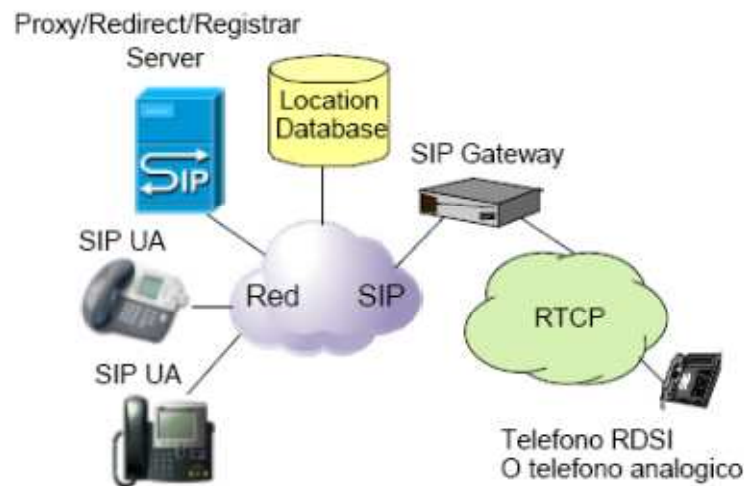 Proxy/Redirect/Registrar
Server
Location
Database
SIP Gateway
SIP
SIP UA
Red SIP
RTCP
SIP UA
Telefono RDSI
O telefono analogico